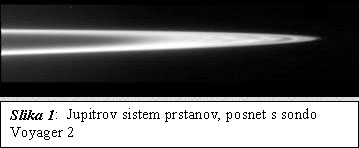 Slika 1: Jupitrov sistem prstanov, posnet s sondo
Voyager 2